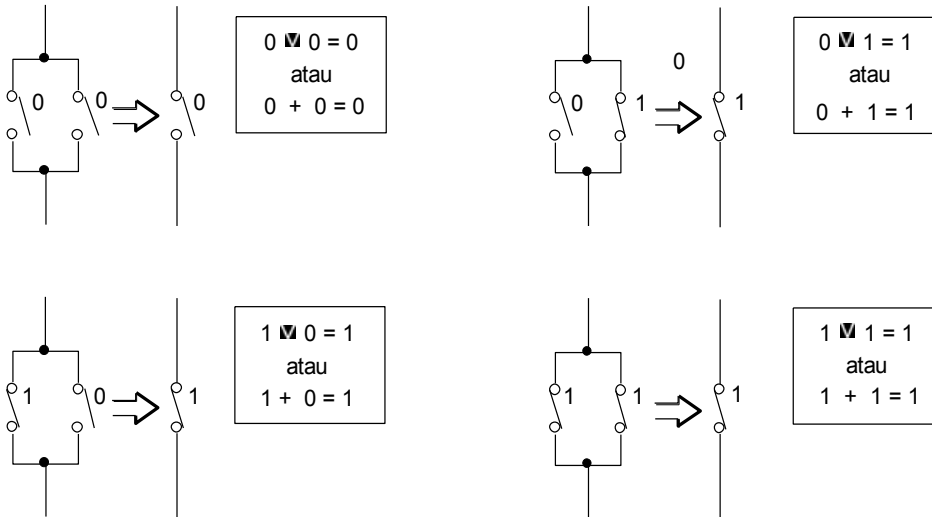 0 0 0
0 V 0 = 0
atau
0 + 0 = 0
0
0 1 1
0 V 1 = 1
atau
0 + 1 = 1
1 0 1
1 V 0 = 1
atau
1 + 0 = 1
1 1 1
1 V 1 = 1
atau
1 + 1 = 1